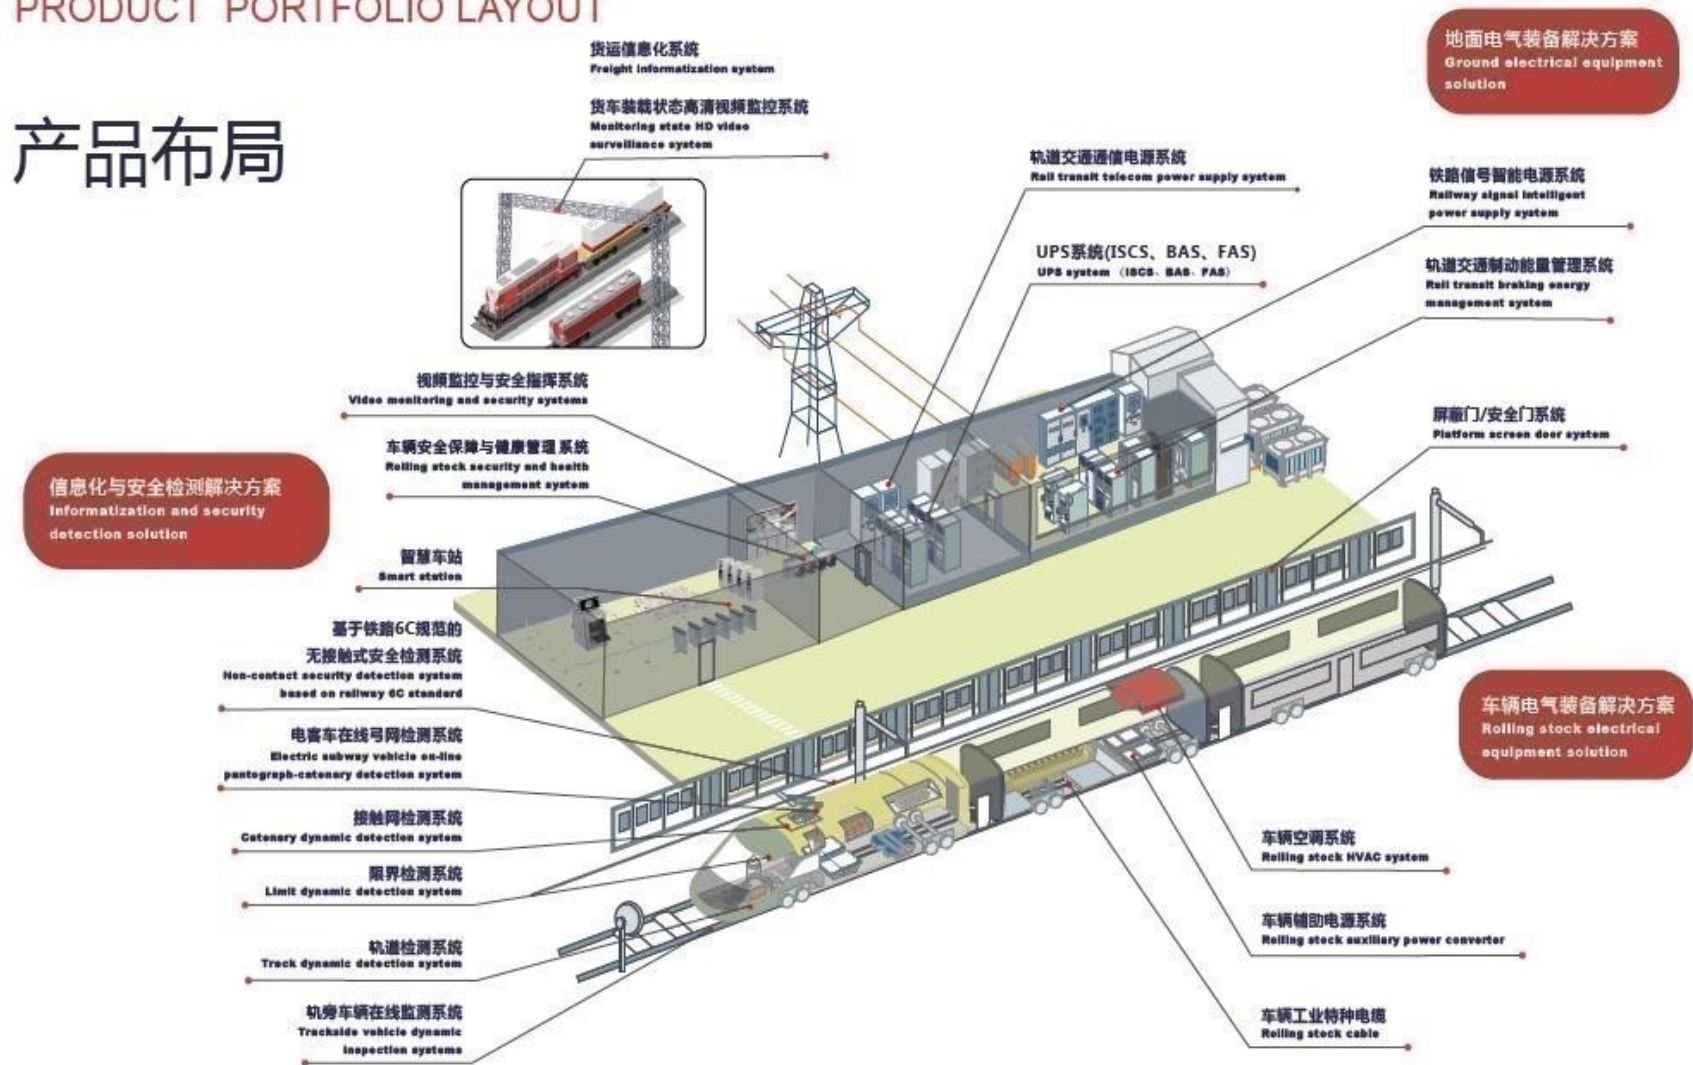 PRODUCT PORTFOLIO LAYOUT
产品布局
货运信息化系统
Freight informatization system
货车装载状态高清视频监控系统
Monitoring state HD video
surveillance system
地面电气装备解决方案
Ground electrical equipment
solution
轨道交通通信电源系统
Rail transit telecom power supply system
铁路信号智能电源系统
Railway signal intelligent
power supply system
UPS系统(ISCS、BAS、FAS)
UPS system （ISCS、BAS、FAS）
轨道交通制动能量管理系统
Rail transit braking energy
management system
屏蔽门/安全门系统
Platform screen door system
视频监控与安全指挥系统
Video monitoring and security systems
车辆安全保障与健康管理系统
Rolling stock security and health
management system
信息化与安全检测解决方案
Informatization and security
detection solution
智慧车站
Smart station
基于铁路6C规范的
无接触式安全检测系统
Non-contact security detection system
based on railway 6C standard
电客车在线弓网检测系统
Electric subway vehicle on-line
pantograph-catenary detection system
接触网检测系统
Catenary dynamic detection system
限界检测系统
Limit dynamic detection system
轨道检测系统
Track dynamic detection system
轨旁车辆在线监测系统
Trackside vehicle dynamic
inspection systems
车辆电气装备解决方案
Rolling stock electrical
equipment solution
车辆空调系统
Rolling stock HVAC system
车辆辅助电源系统
Rolling stock auxiliary power convertor
车辆工业特种电缆
Rolling stock cable